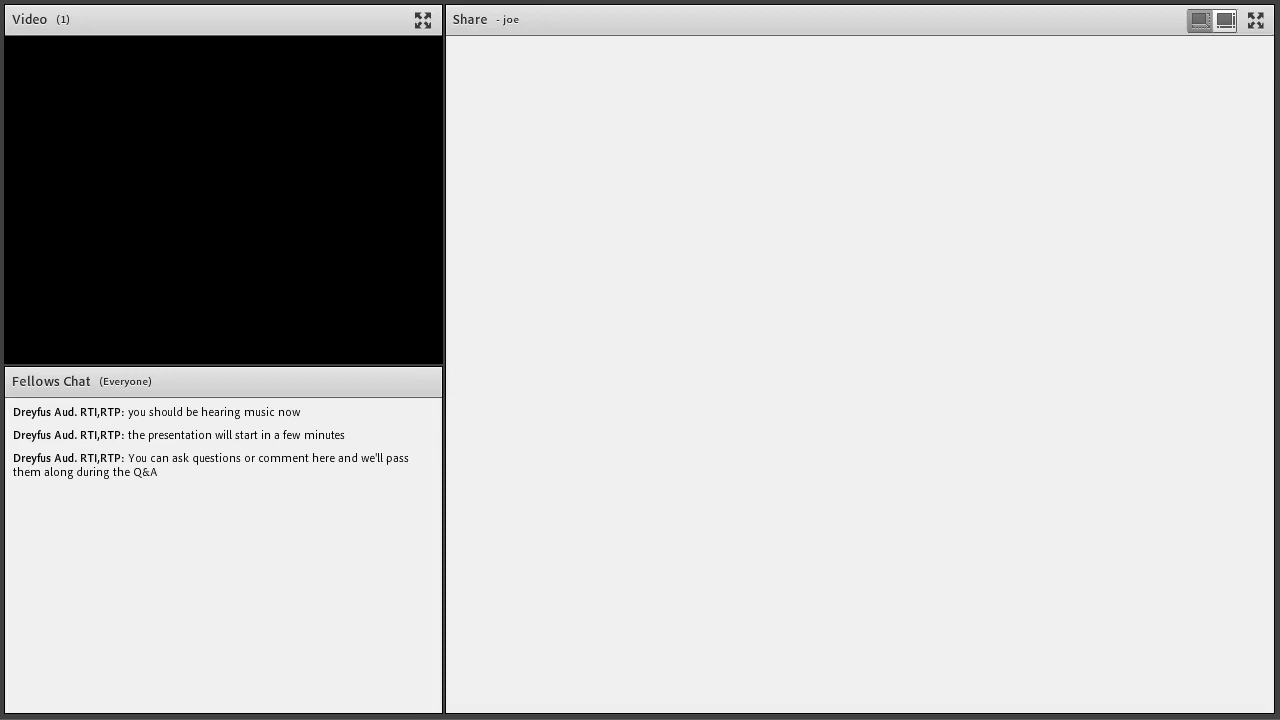 Video (1)
Share - joe
Fellows Chat (Everyone)
Dreyfus Aud. RTI,RTP: you should be hearing music now
Dreyfus Aud. RTI,RTP: the presentation will start in a few minutes
Dreyfus Aud. RTI,RTP: You can ask questions or comment here and we'll pass
them along during the Q&A